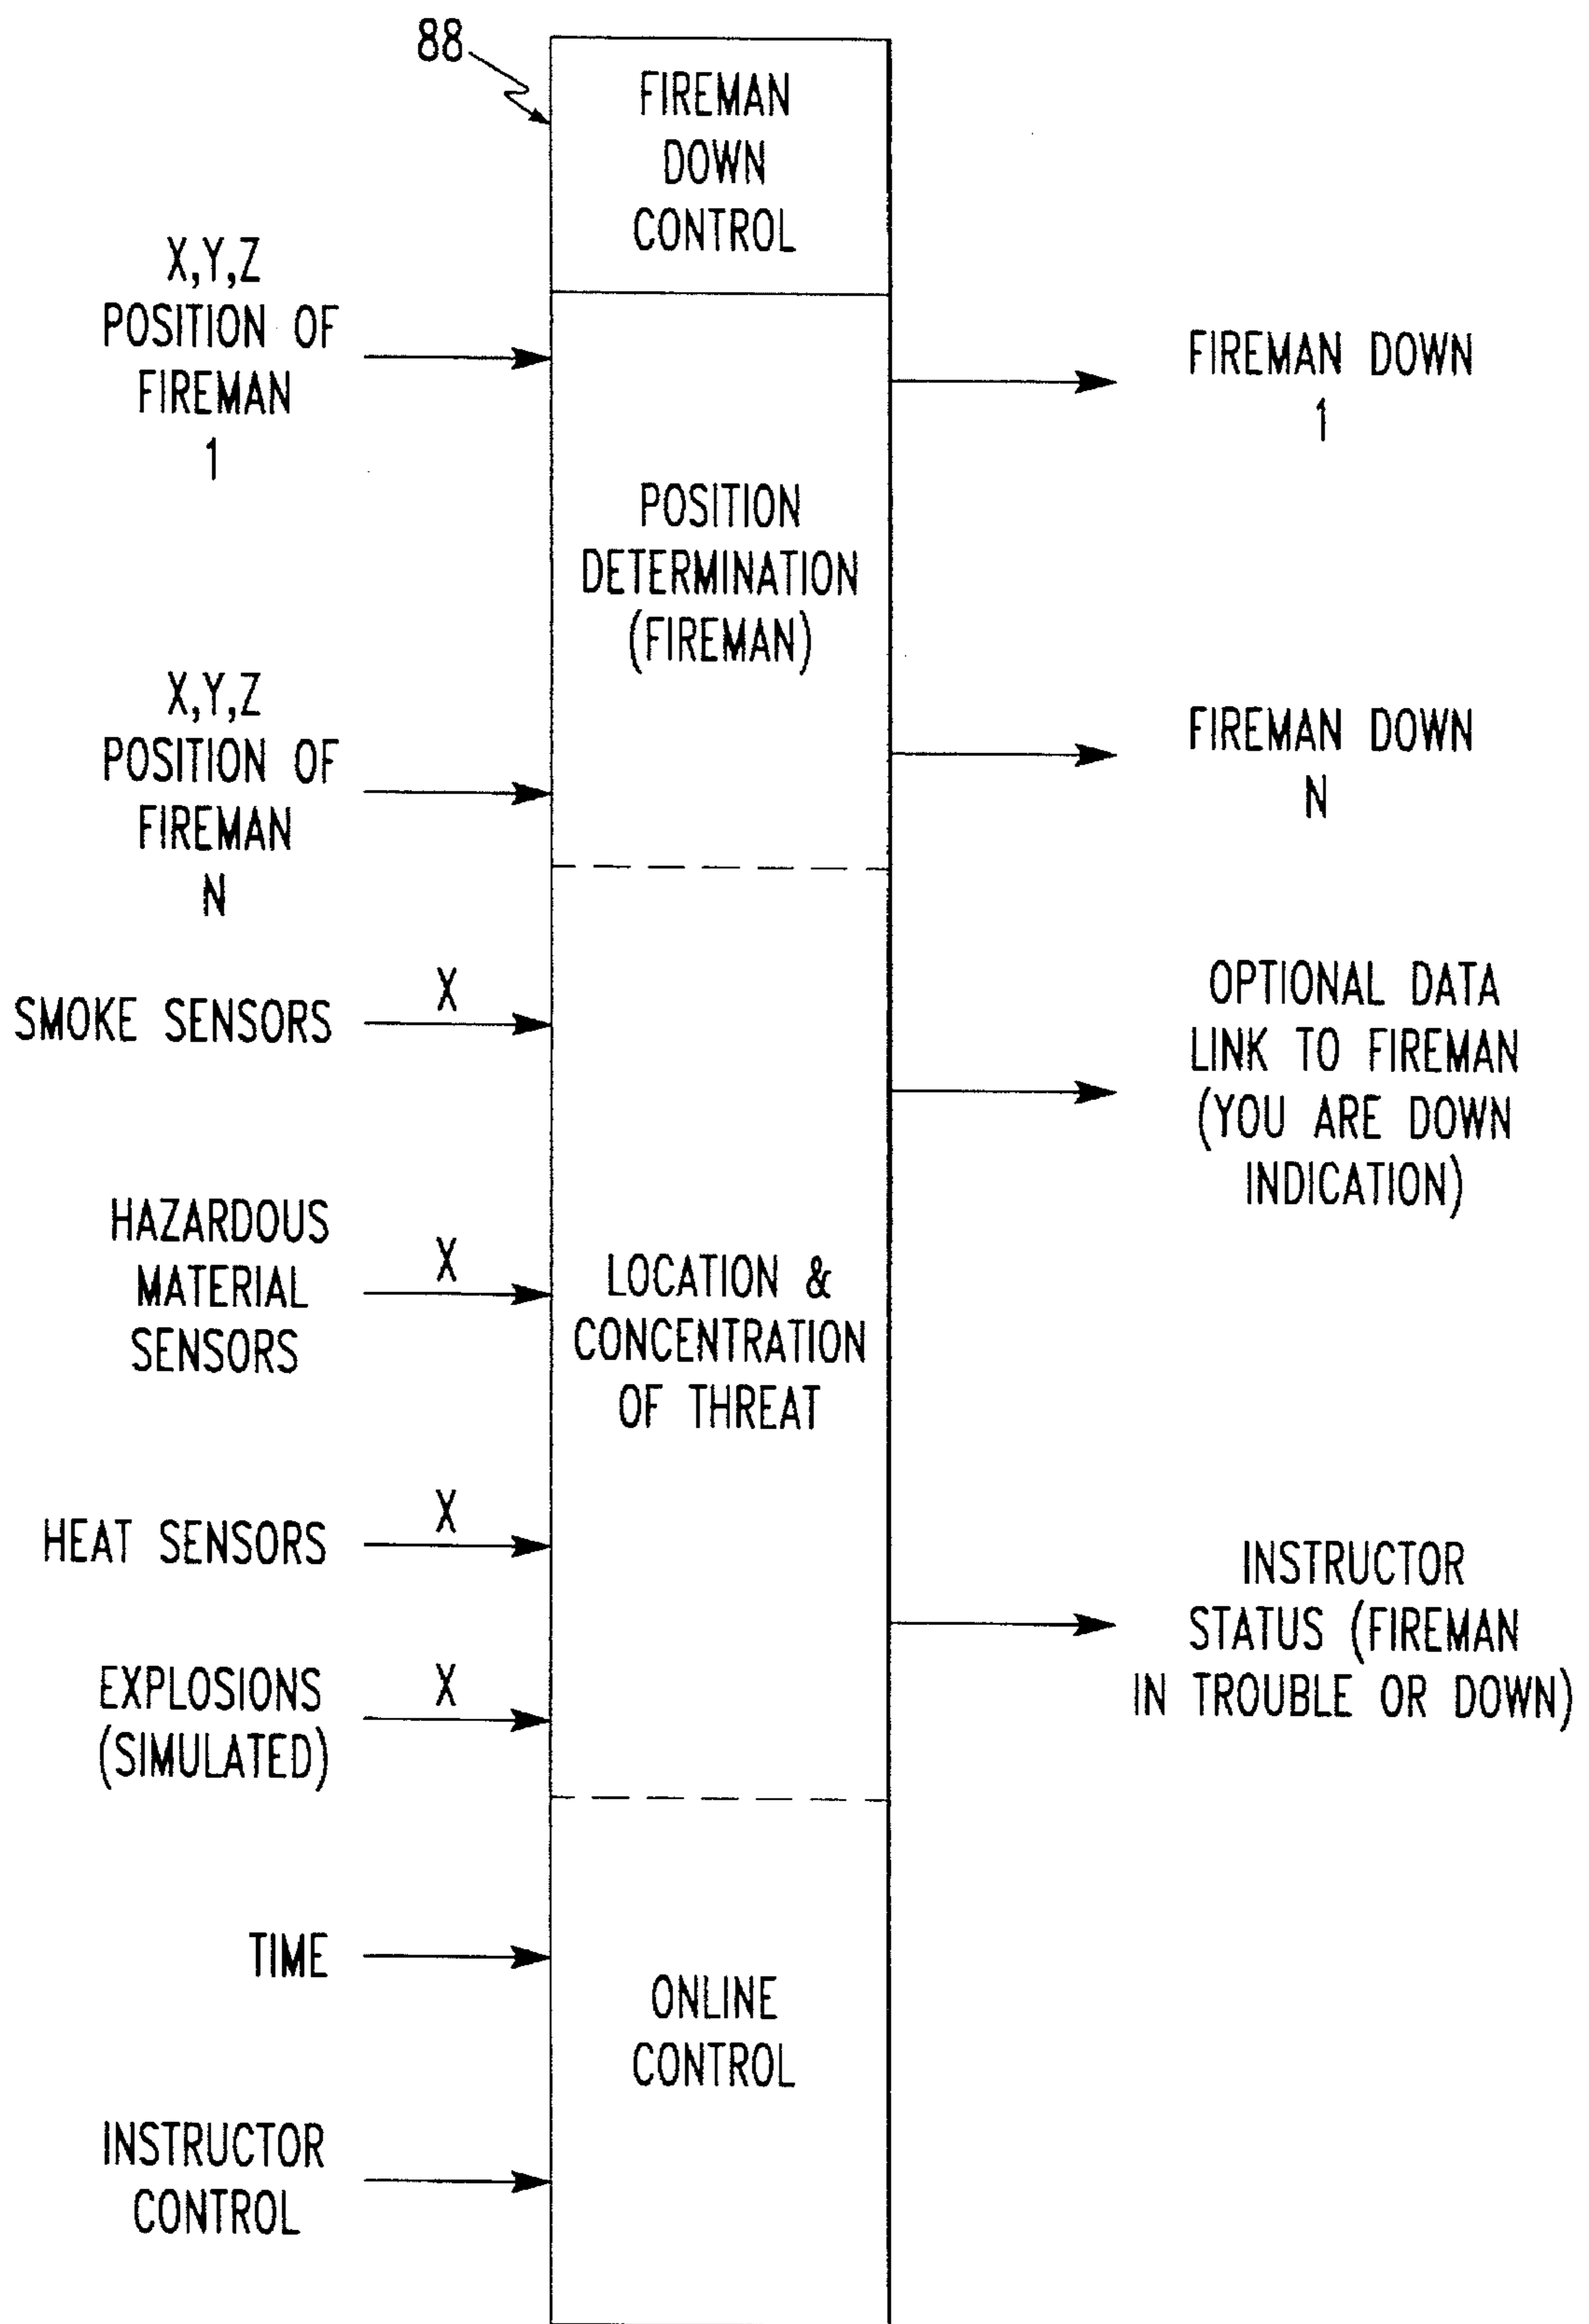 88
FIREMAN
DOWN
CONTROL
X,Y,Z
POSITION OF
FIREMAN
1
FIREMAN DOWN
1
POSITION
DETERMINATION
(FIREMAN)
X,Y,Z
POSITION OF
FIREMAN
N
FIREMAN DOWN
N
SMOKE SENSORS
X
OPTIONAL DATA
LINK TO FIREMAN
(YOU ARE DOWN
INDICATION)
HAZARDOUS
MATERIAL
SENSORS
X
LOCATION &
CONCENTRATION
OF THREAT
HEAT SENSORS
X
INSTRUCTOR
STATUS (FIREMAN
IN TROUBLE OR DOWN)
EXPLOSIONS
(SIMULATED)
X
TIME
ONLINE
CONTROL
INSTRUCTOR
CONTROL